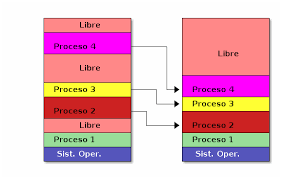 Libre
Proceso 4
Libre
Proceso 3
Proceso 2
Libre
Proceso 1
Sist. Oper.
Libre
Proceso 4
Proceso 3
Proceso 2
Proceso 1
Sist. Oper.